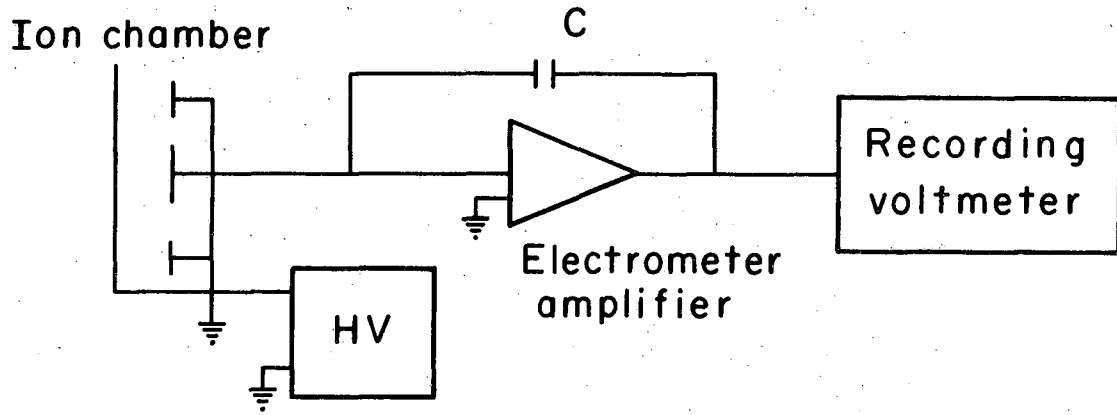 Ion chamber
C
Recording
voltmeter
Electrometer
amplifier
HV